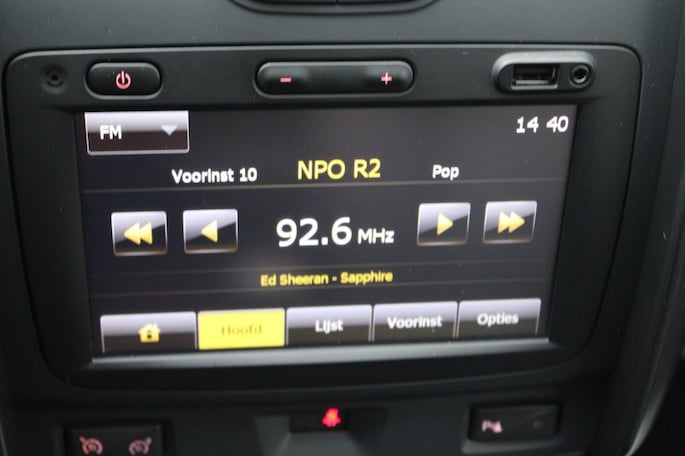 FM
14 40
Voorinst 10 NPO R2 Pop
92.6 MHz
Ed Sheeran - Sapphire
Hoofd Lijst Voorinst Opties